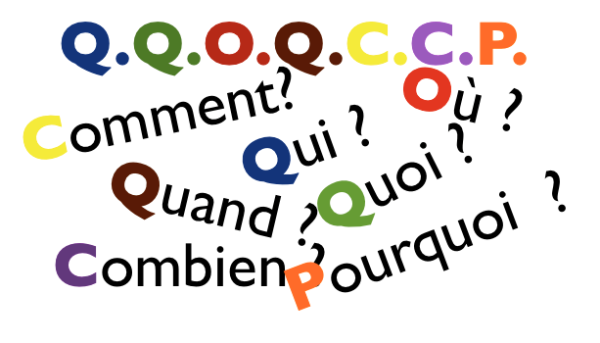 Q.Q.O.Q.C.C.P.
Comment?
Où ?
Qui ?
Quoi ?
Quand ?
Combien ?
Pourquoi ?